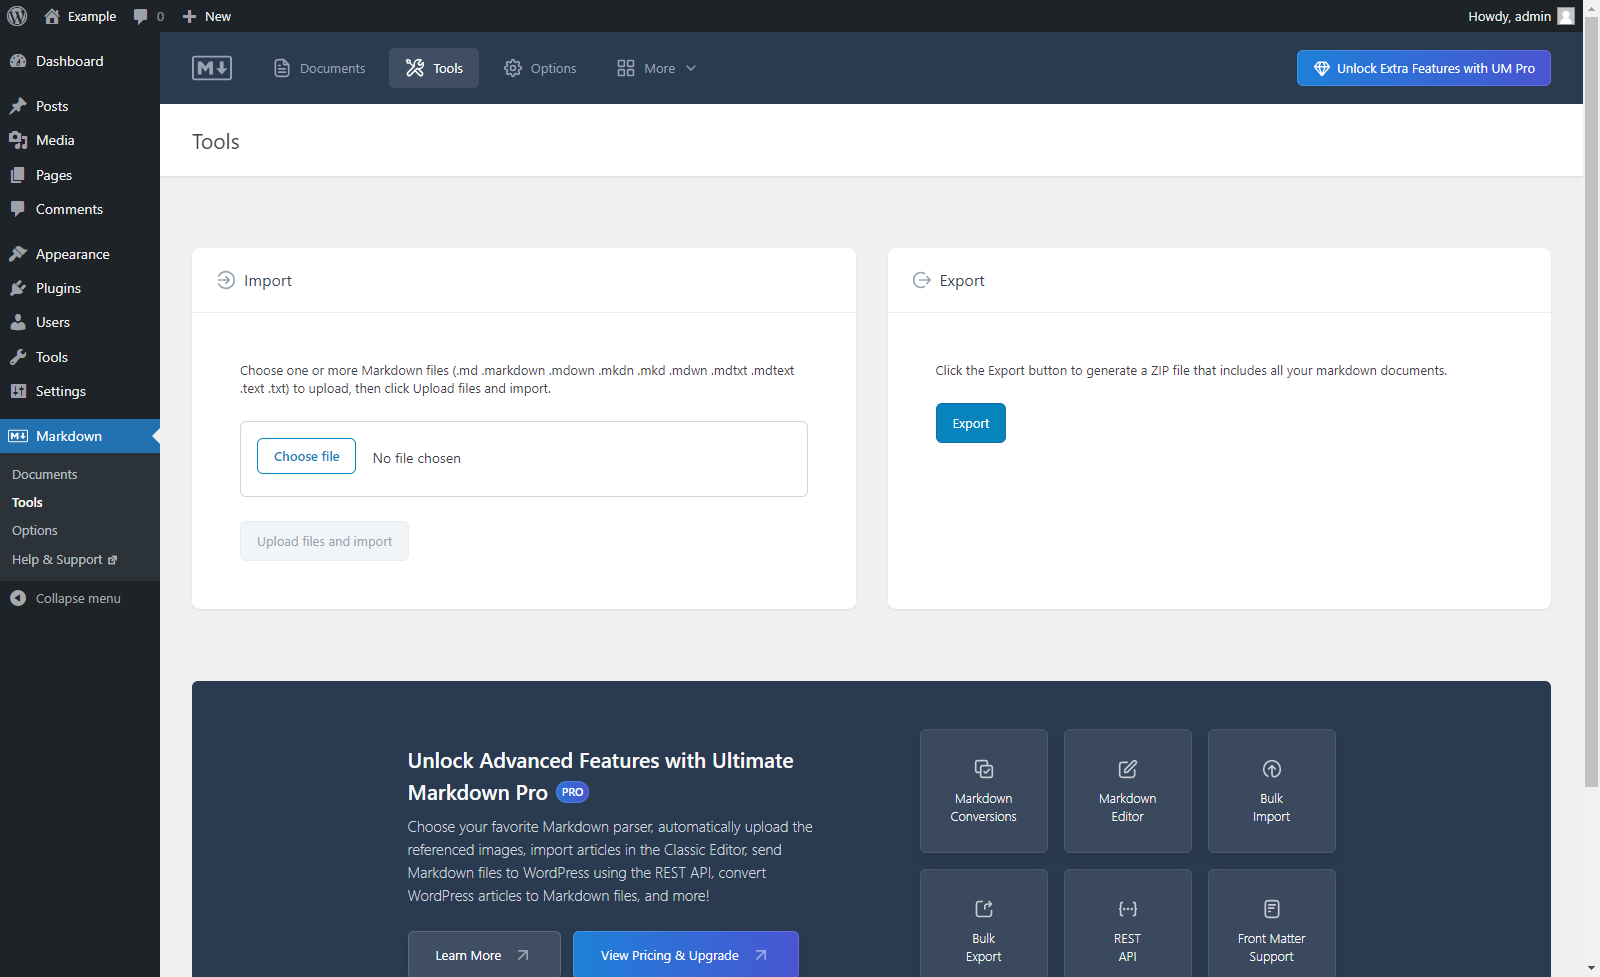 Example
0
New
Howdy, admin
Dashboard
Posts
Media
Pages
Comments
Appearance
Plugins
Users
Tools
Settings
Markdown
Documents
Tools
Options
Help & Support
Collapse menu
M
Documents
Tools
Options
More
Unlock Extra Features with UM Pro
Tools
Import
Choose one or more Markdown files (.md .markdown .mdown .mkdn .mkd .mdwn .mdtxt .mdtext
.text .txt) to upload, then click Upload files and import.
Choose file
No file chosen
Upload files and import
Export
Click the Export button to generate a ZIP file that includes all your markdown documents.
Export
Unlock Advanced Features with Ultimate
Markdown Pro PRO
Choose your favorite Markdown parser, automatically upload the
referenced images, import articles in the Classic Editor, send
Markdown files to WordPress using the REST API, convert
WordPress articles to Markdown files, and more!
Learn More
View Pricing & Upgrade
Markdown
Conversions
Markdown
Editor
Bulk
Import
Bulk
Export
REST
API
Front Matter
Support